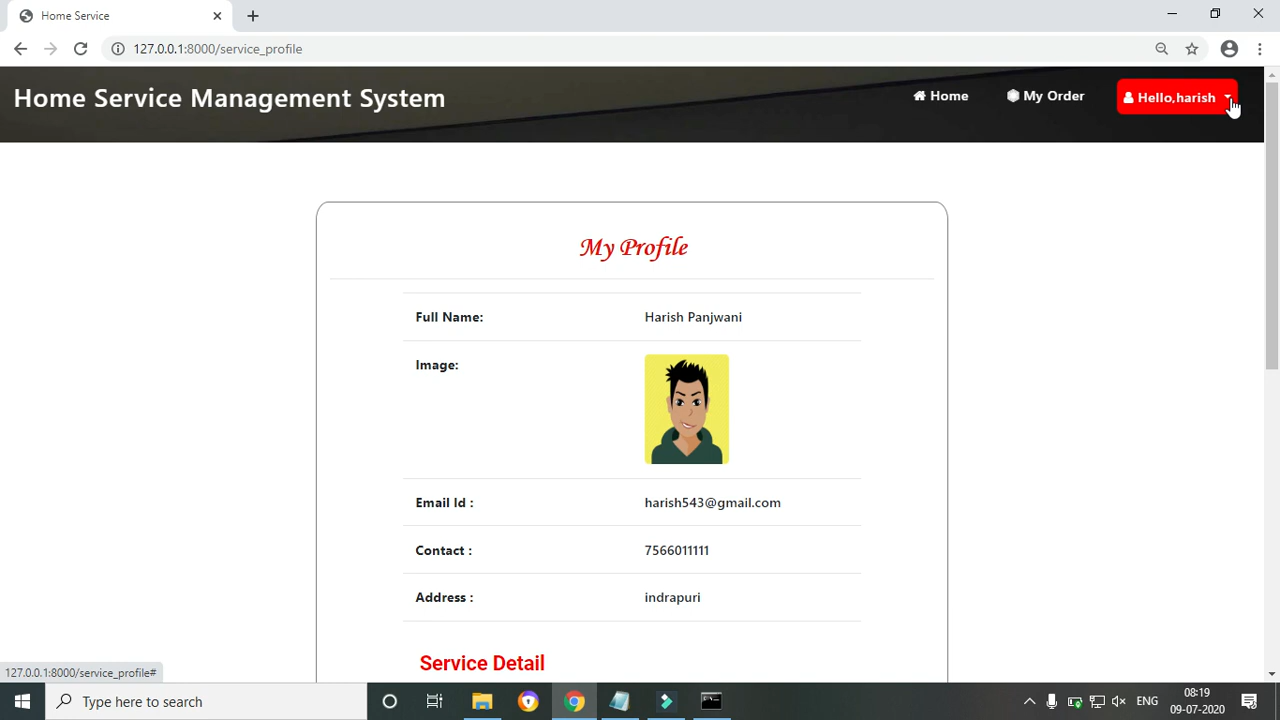 Home Service
127.0.0.1:8000/service_profile
Home Service Management System
Home
My Order
Hello,harish
My Profile
Full Name: Harish Panjwani
Image:
Email Id : harish543@gmail.com
Contact : 7566011111
Address : indrapuri
Service Detail
127.0.0.1:8000/service_profile#
Type here to search
ENG
08:19
09-07-2020